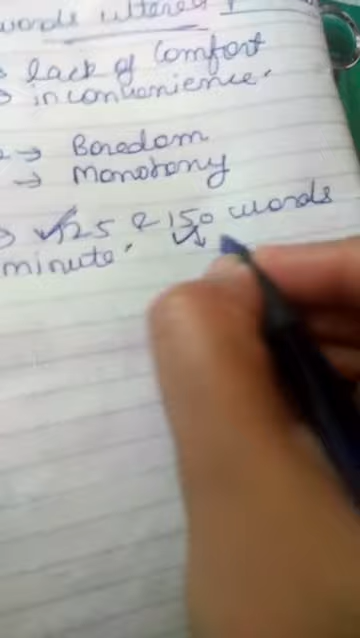 words uttered
→ lack of Comfort
→ inconvenience.
→ Boredom
→ Monotony
→ 125 & 150 words
minute.